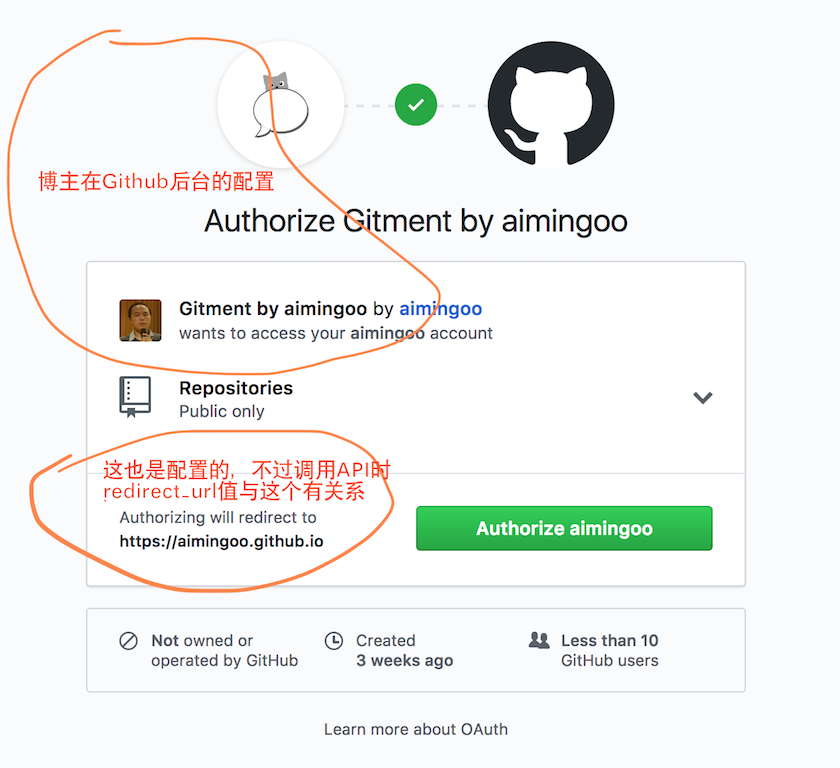 博主在Github后台的配置
Authorize Gitment by aimingoo
Gitment by aimingoo by aimingoo
wants to access your aimingoo account
Repositories
Public only
这也是配置的，不过调用API时
redirect_url值与这个有关系
Authorizing will redirect to
https://aimingoo.github.io
Authorize aimingoo
Not owned or
operated by GitHub
Created
3 weeks ago
Less than 10
GitHub users
Learn more about OAuth